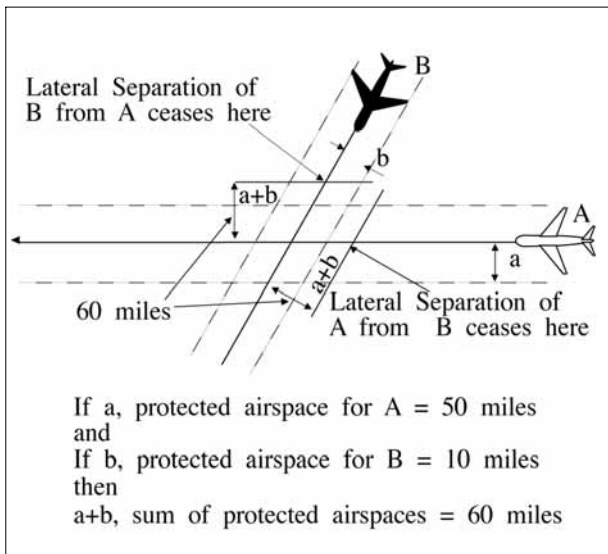 B
Lateral Separation of
B from A ceases here
b
a+b
A
a
a+b
60 miles
Lateral Separation of
A from B ceases here
If a, protected airspace for A = 50 miles
and
If b, protected airspace for B = 10 miles
then
a+b, sum of protected airspaces = 60 miles